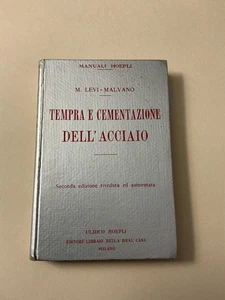 MANUALI HOEPLI
M. LEVI-MALVANO
TEMPRA E CEMENTAZIONE
DELL'ACCIAIO
Seconda edizione riveduta ed aumentata
ULRICO HOEPLI
EDITORE LIBRAIO DELLA REAL CASA
MILANO